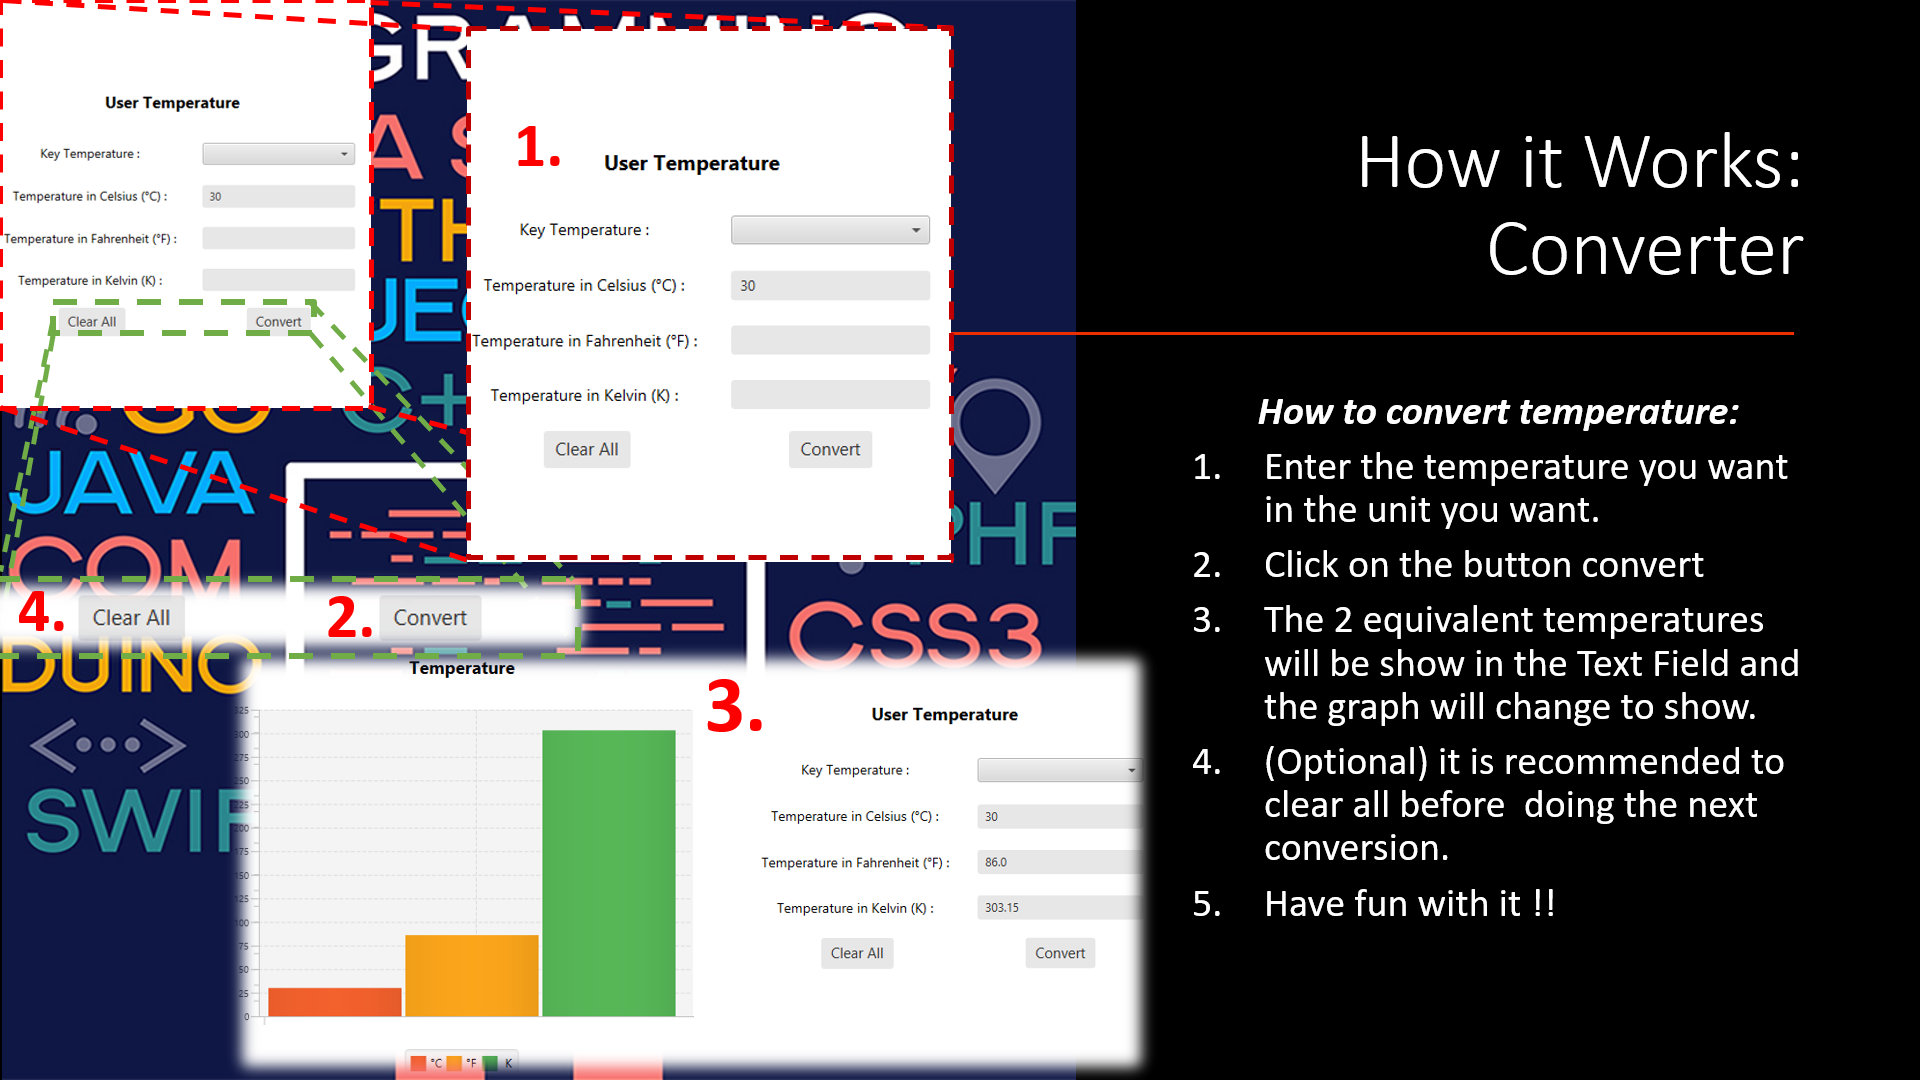 GRAMMING
User Temperature
Key Temperature :
Temperature in Celsius (°C) :
30
Temperature in Fahrenheit (°F) :
Temperature in Kelvin (K) :
Clear All
Convert
1.
User Temperature
Key Temperature :
Temperature in Celsius (°C) :
30
Temperature in Fahrenheit (°F) :
Temperature in Kelvin (K) :
Clear All
Convert
GO
C+
JAVA
COM
DUINO
CSS3
SWIF
4.
Clear All
2.
Convert
Temperature
325
300
275
250
225
200
175
150
125
100
75
50
25
0
°C
°F
K
3.
User Temperature
Key Temperature :
Temperature in Celsius (°C) :
30
Temperature in Fahrenheit (°F) :
86.0
Temperature in Kelvin (K) :
303.15
Clear All
Convert
How it Works:
Converter
How to convert temperature:
1. Enter the temperature you want
in the unit you want.
2. Click on the button convert
3. The 2 equivalent temperatures
will be show in the Text Field and
the graph will change to show.
4. (Optional) it is recommended to
clear all before  doing the next
conversion.
5. Have fun with it !!